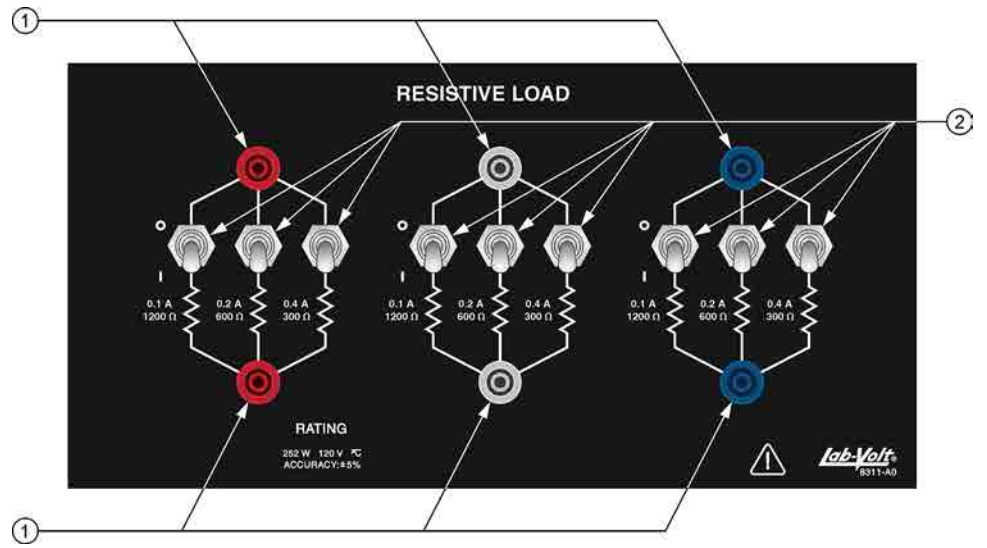 1
RESISTIVE LOAD
2
O O O
I I I
0.1 A 0.2 A 0.4 A 0.1 A 0.2 A 0.4 A 0.1 A 0.2 A 0.4 A
1200 Ω 600 Ω 300 Ω 1200 Ω 600 Ω 300 Ω 1200 Ω 600 Ω 300 Ω
RATING
252 W 120 V
ACCURACY:±5%
Lab-Volt®
8311-A0
1